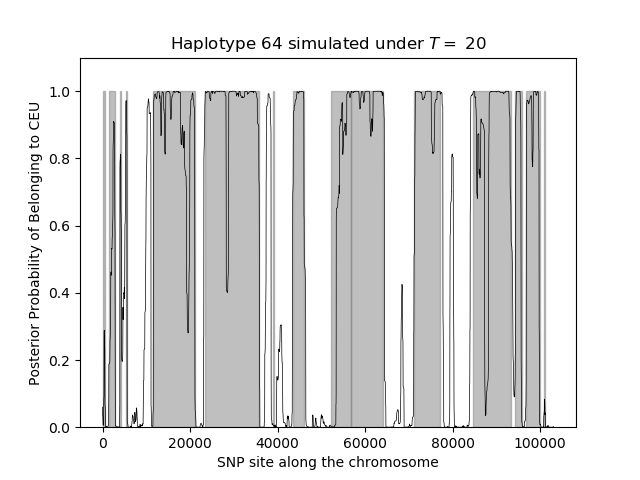 Haplotype 64 simulated under T = 20
Posterior Probability of Belonging to CEU
1.0
0.8
0.6
0.4
0.2
0.0
0 20000 40000 60000 80000 100000
SNP site along the chromosome